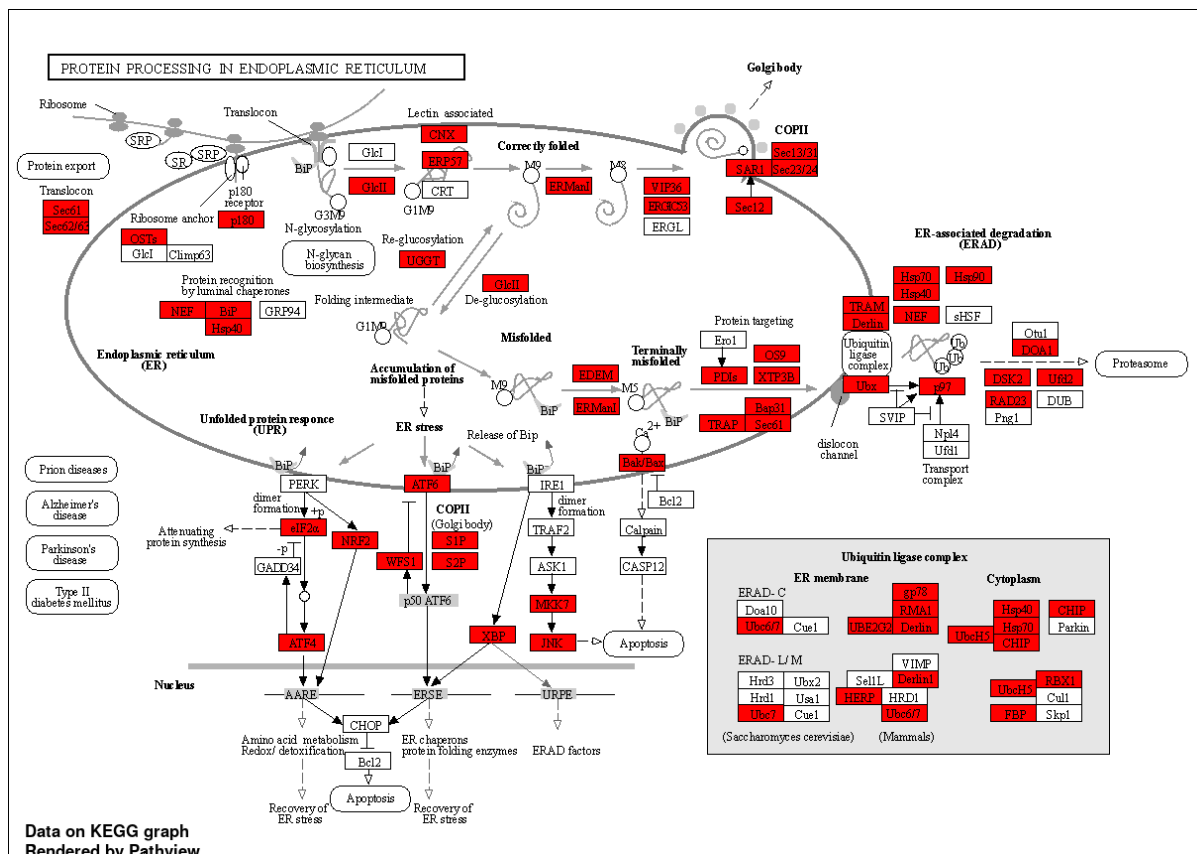 PROTEIN PROCESSING IN ENDOPLASMIC RETICULUM
Golgi body
Ribosome
Translocon
Lectin associated
COPII
SRP
SR
SRP
GlcI
CNX
Correctly folded
Sec13/31
Protein export
BiP
ERP57
M9
M8
SAR1
Sec23/24
Translocon
p180
receptor
GlcII
CRT
G1M9
ERManI
VIP36
Sec61
Ribosome anchor
p180
G3M9
ERGIC53
Sec12
Sec62/63
N-glycosylation
ERGL
OSTs
Re-glucosylation
ER-associated degradation
(ERAD)
GlcI
Climp63
N-glycan
biosynthesis
UGGT
Protein recognition
by luminal chaperones
GlcII
De-glucosylation
Hsp70
Hsp90
Hsp40
NEF
BiP
GRP94
Folding intermediate
TRAM
Hsp40
G1M9
Misfolded
Protein targeting
Derlin
NEF
sHSF
Endoplasmic reticulum
(ER)
Ero1
Otu1
Ubiquitin
ligase
complex
Ub
Ub
Ub
DOA1
Accumulation of
misfolded proteins
Terminally
misfolded
OS9
Proteasome
M9
EDEM
M5
PDIs
XTP3B
Ubx
p97
DSK2
Ufd2
BiP
ERManI
BiP
Bap31
RAD23
DUB
Unfolded protein responce
(UPR)
ER stress
TRAP
Sec61
SVIP
Png1
Release of Bip
Ca2+
dislocon
channel
Npl4
Ufd1
BiP
BiP
BiP
Bak/Bax
Transport
complex
Prion diseases
PERK
ATF6
IRE1
Alzheimer's
disease
dimer
formation
+p
COPII
(Golgi body)
dimer
formation
Bcl2
Attenuating
protein synthesis
eIF2α
TRAF2
Calpain
Parkinson's
disease
-p
NRF2
S1P
GADD34
WFS1
S2P
ASK1
CASP12
Type II
diabetes mellitus
p50 ATF6
MKK7
ATF4
XBP
JNK
Apoptosis
Nucleus
AARE
ERSE
URPE
CHOP
Amino acid metabolism
Redox/ detoxification
ER chaperons
protein folding enzymes
ERAD factors
Bcl2
Apoptosis
Recovery of
ER stress
Recovery of
ER stress
Ubiquitin ligase complex
ER membrane
Cytoplasm
ERAD- C
gp78
Doa10
RMA1
Hsp40
CHIP
Ubc6/7
Cue1
UBE2G2
Derlin
UbcH5
Hsp70
Parkin
CHIP
ERAD- L/ M
VIMP
Hrd3
Ubx2
Sel1L
Derlin1
RBX1
Hrd1
Usa1
HERP
HRD1
UbcH5
Cul1
Ubc7
Cue1
Ubc6/7
FBP
Skp1
(Saccharomyces cerevisiae)
(Mammals)
Data on KEGG graph
Rendered by Pathview